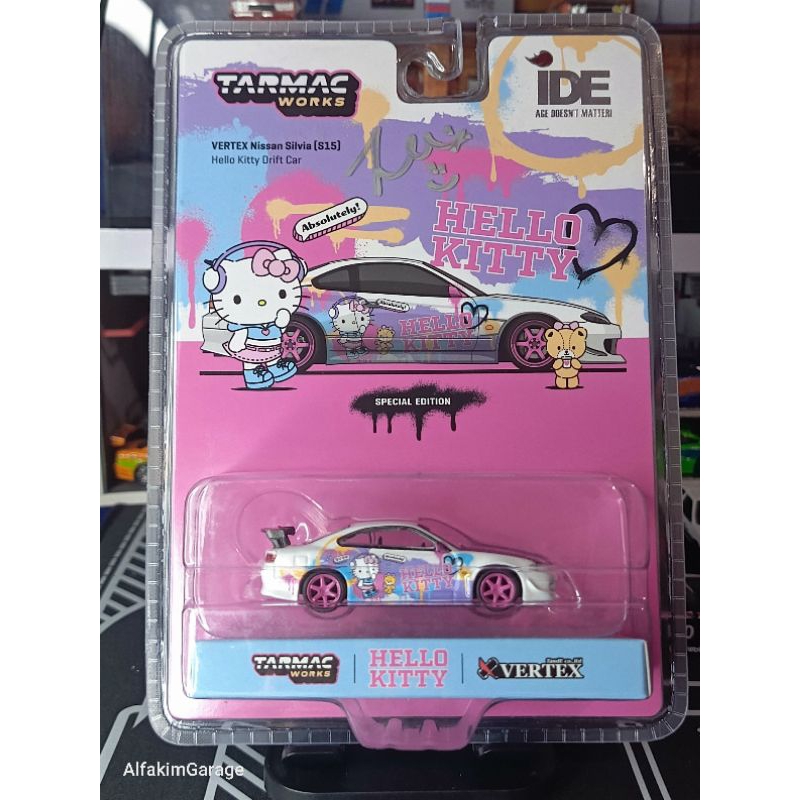 TARMAC
WORKS
IDE
AGE DOESN'T MATTER!
VERTEX Nissan Silvia (S15)
Hello Kitty Drift Car
Absolutely!
HELLO
KITTY
HELLO
KITTY
SPECIAL EDITION
HELLO
KITTY
TARMAC
WORKS
HELLO
KITTY
VERTEX
AlfakimGarage